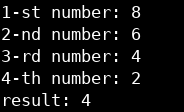 1-st number: 8
2-nd number: 6
3-rd number: 4
4-th number: 2
result: 4